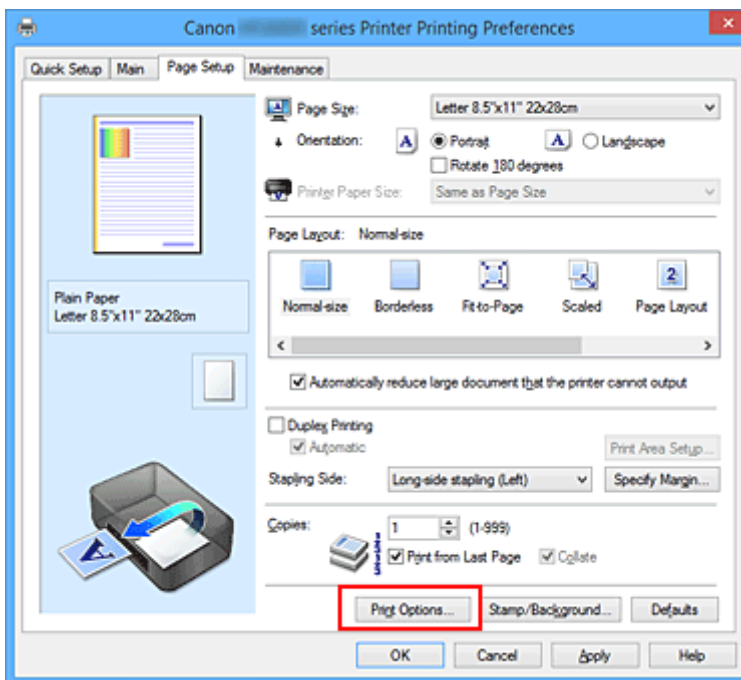 Canon series Printer Printing Preferences
Quick Setup Main Page Setup Maintenance
Page Size: Letter 8.5"x11" 22x28cm
Orientation: A Portrait A Landscape
Rotate 180 degrees
Printer Paper Size: Same as Page Size
Page Layout: Normal-size
2
Normal-size Borderless Fit-to-Page Scaled Page Layout
Plain Paper
Letter 8.5"x11" 22x28cm
Automatically reduce large document that the printer cannot output
Duplex Printing
Automatic Print Area Setup...
Stapling Side: Long-side stapling (Left) Specify Margin...
Copies: 1 (1-999)
Print from Last Page Collate
Print Options... Stamp/Background... Defaults
OK Cancel Apply Help